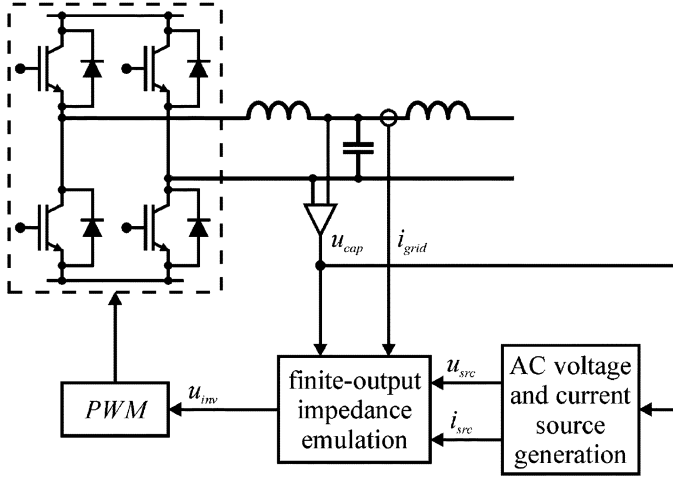 u_cap
i_grid
finite-output
impedance
emulation
u_src
i_src
AC voltage
and current
source
generation
u_inv
PWM